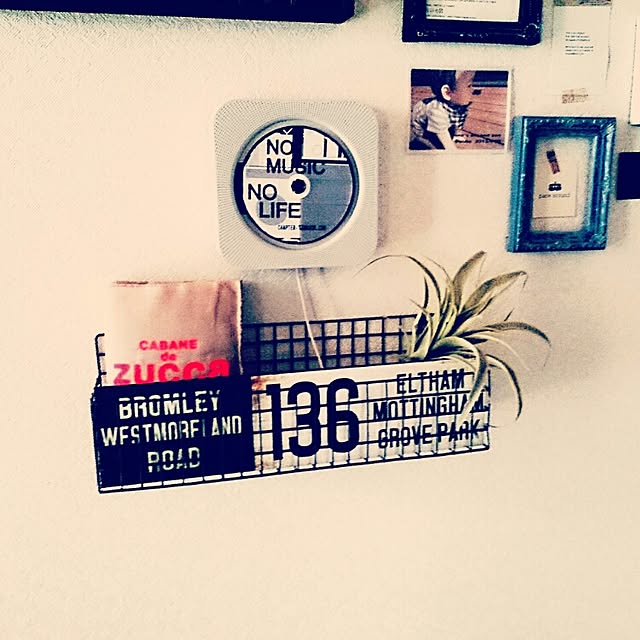 NO
MUSIC
NO
LIFE
CABANE
de
ZUCCa
BROMLEY
WESTMORELAND
ROAD
136
ELTHAM
MOTTINGHAM
GROVE PARK